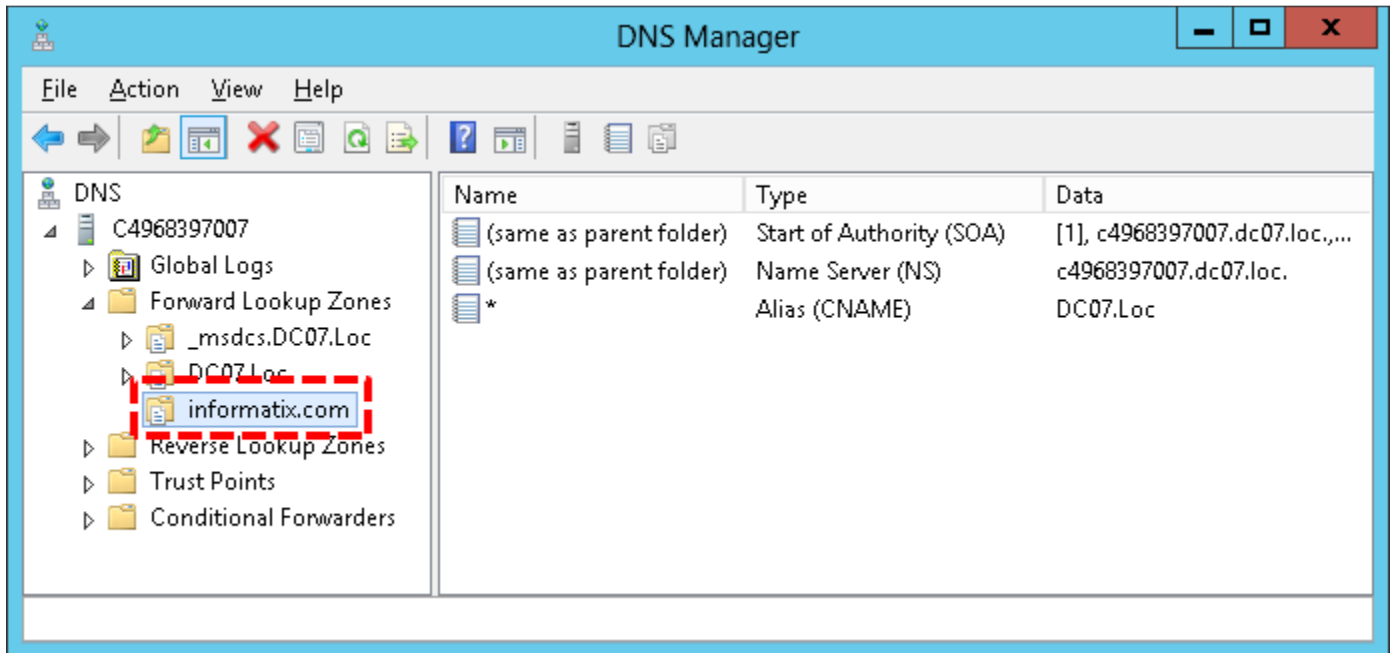 DNS Manager
File Action View Help
DNS
C4968397007
Global Logs
Forward Lookup Zones
_msdcs.DC07.Loc
DC07.Loc
informatix.com
Reverse Lookup Zones
Trust Points
Conditional Forwarders
Name Type Data
(same as parent folder) Start of Authority (SOA) [1], c4968397007.dc07.loc.,...
(same as parent folder) Name Server (NS) c4968397007.dc07.loc.
* Alias (CNAME) DC07.Loc